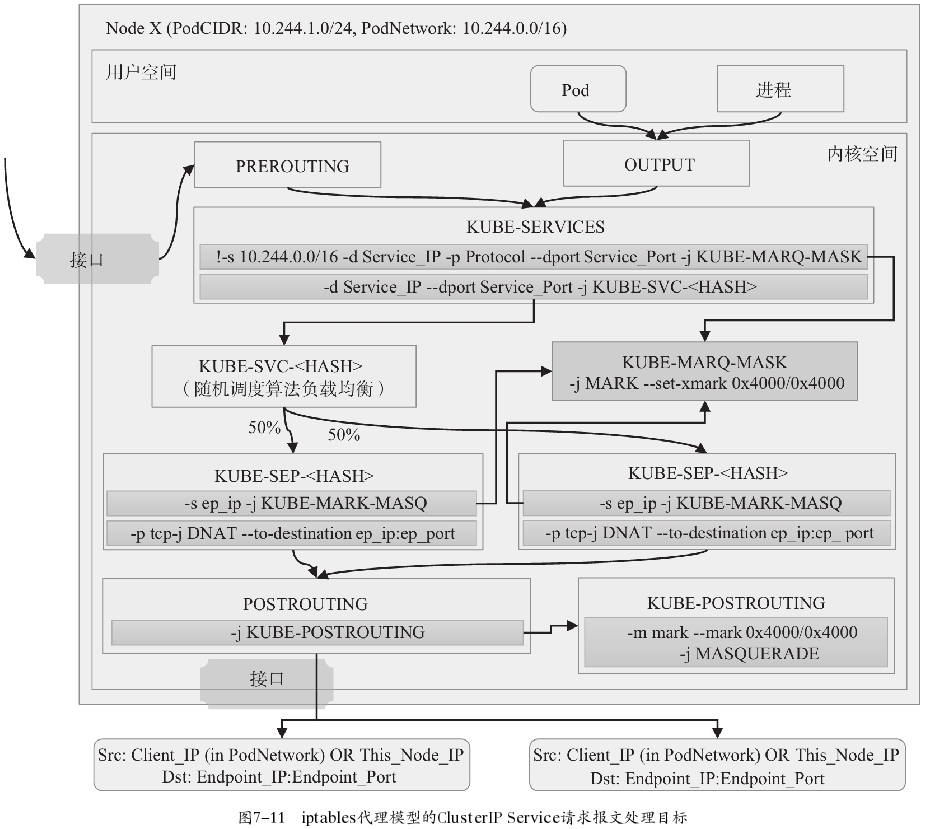 Node X (PodCIDR: 10.244.1.0/24, PodNetwork: 10.244.0.0/16)
用户空间
Pod
进程
内核空间
PREROUTING
OUTPUT
接口
KUBE-SERVICES
!-s 10.244.0.0/16 -d Service_IP -p Protocol --dport Service_Port -j KUBE-MARQ-MASK
-d Service_IP --dport Service_Port -j KUBE-SVC-<HASH>
KUBE-SVC-<HASH>
（随机调度算法负载均衡）
KUBE-MARQ-MASK
-j MARK --set-xmark 0x4000/0x4000
50%
50%
KUBE-SEP-<HASH>
-s ep_ip -j KUBE-MARK-MASQ
-p tcp-j DNAT --to-destination ep_ip:ep_port
KUBE-SEP-<HASH>
-s ep_ip -j KUBE-MARK-MASQ
-p tcp-j DNAT --to-destination ep_ip:ep_ port
POSTROUTING
-j KUBE-POSTROUTING
KUBE-POSTROUTING
-m mark --mark 0x4000/0x4000
-j MASQUERADE
接口
Src: Client_IP (in PodNetwork) OR This_Node_IP
Dst: Endpoint_IP:Endpoint_Port
Src: Client_IP (in PodNetwork) OR This_Node_IP
Dst: Endpoint_IP:Endpoint_Port
图7-11 iptables代理模型的ClusterIP Service请求报文处理目标